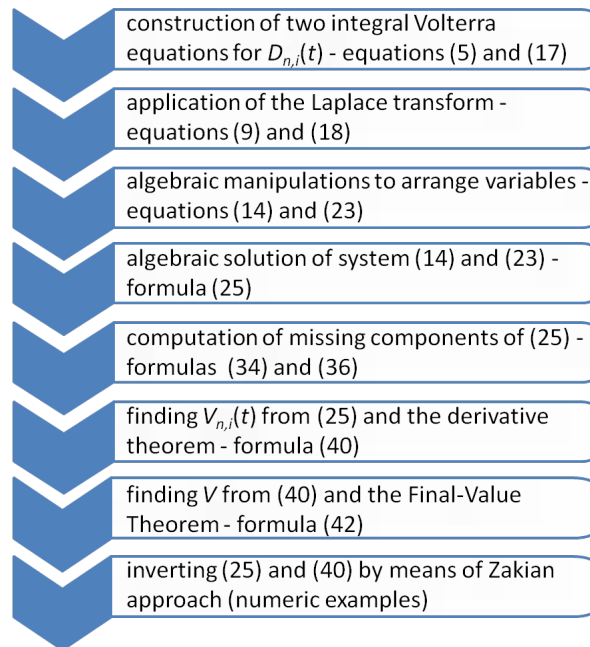 construction of two integral Volterra
equations for Dn,i(t) - equations (5) and (17)
application of the Laplace transform -
equations (9) and (18)
algebraic manipulations to arrange variables -
equations (14) and (23)
algebraic solution of system (14) and (23) -
formula (25)
computation of missing components of (25) -
formulas (34) and (36)
finding Vn,i(t) from (25) and the derivative
theorem - formula (40)
finding V from (40) and the Final-Value
Theorem - formula (42)
inverting (25) and (40) by means of Zakian
approach (numeric examples)